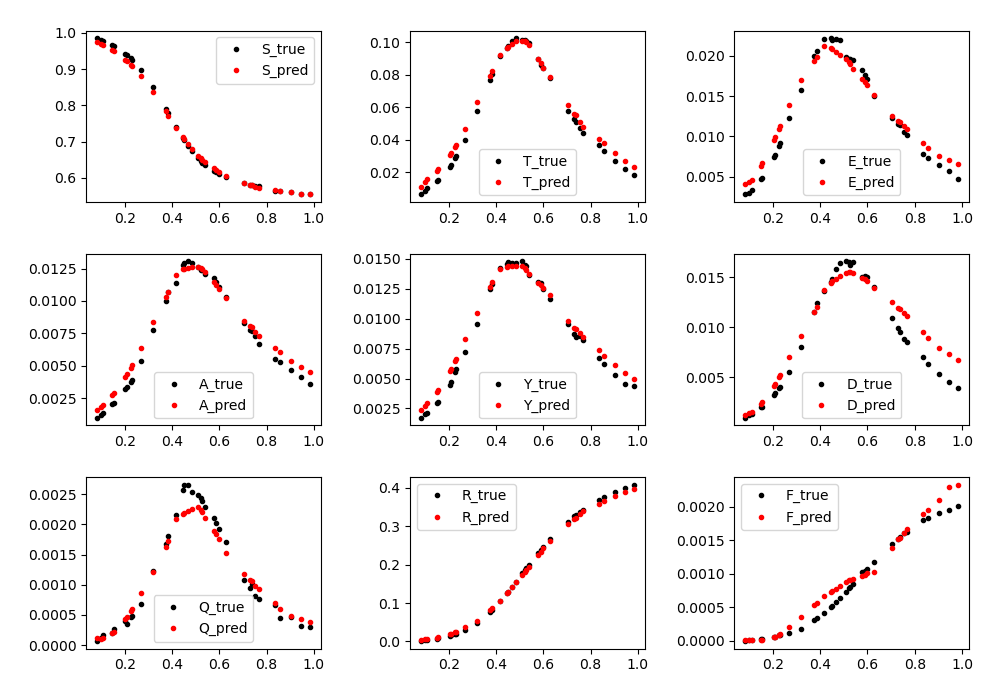 1.0
0.9
0.8
0.7
0.6
S_true
S_pred
0.2 0.4 0.6 0.8 1.0
0.10
0.08
0.06
0.04
0.02
T_true
T_pred
0.2 0.4 0.6 0.8 1.0
0.020
0.015
0.010
0.005
E_true
E_pred
0.2 0.4 0.6 0.8 1.0
0.0125
0.0100
0.0075
0.0050
0.0025
A_true
A_pred
0.2 0.4 0.6 0.8 1.0
0.0150
0.0125
0.0100
0.0075
0.0050
0.0025
Y_true
Y_pred
0.2 0.4 0.6 0.8 1.0
0.015
0.010
0.005
D_true
D_pred
0.2 0.4 0.6 0.8 1.0
0.0025
0.0020
0.0015
0.0010
0.0005
0.0000
Q_true
Q_pred
0.2 0.4 0.6 0.8 1.0
0.4
0.3
0.2
0.1
0.0
R_true
R_pred
0.2 0.4 0.6 0.8 1.0
0.0020
0.0015
0.0010
0.0005
0.0000
F_true
F_pred
0.2 0.4 0.6 0.8 1.0